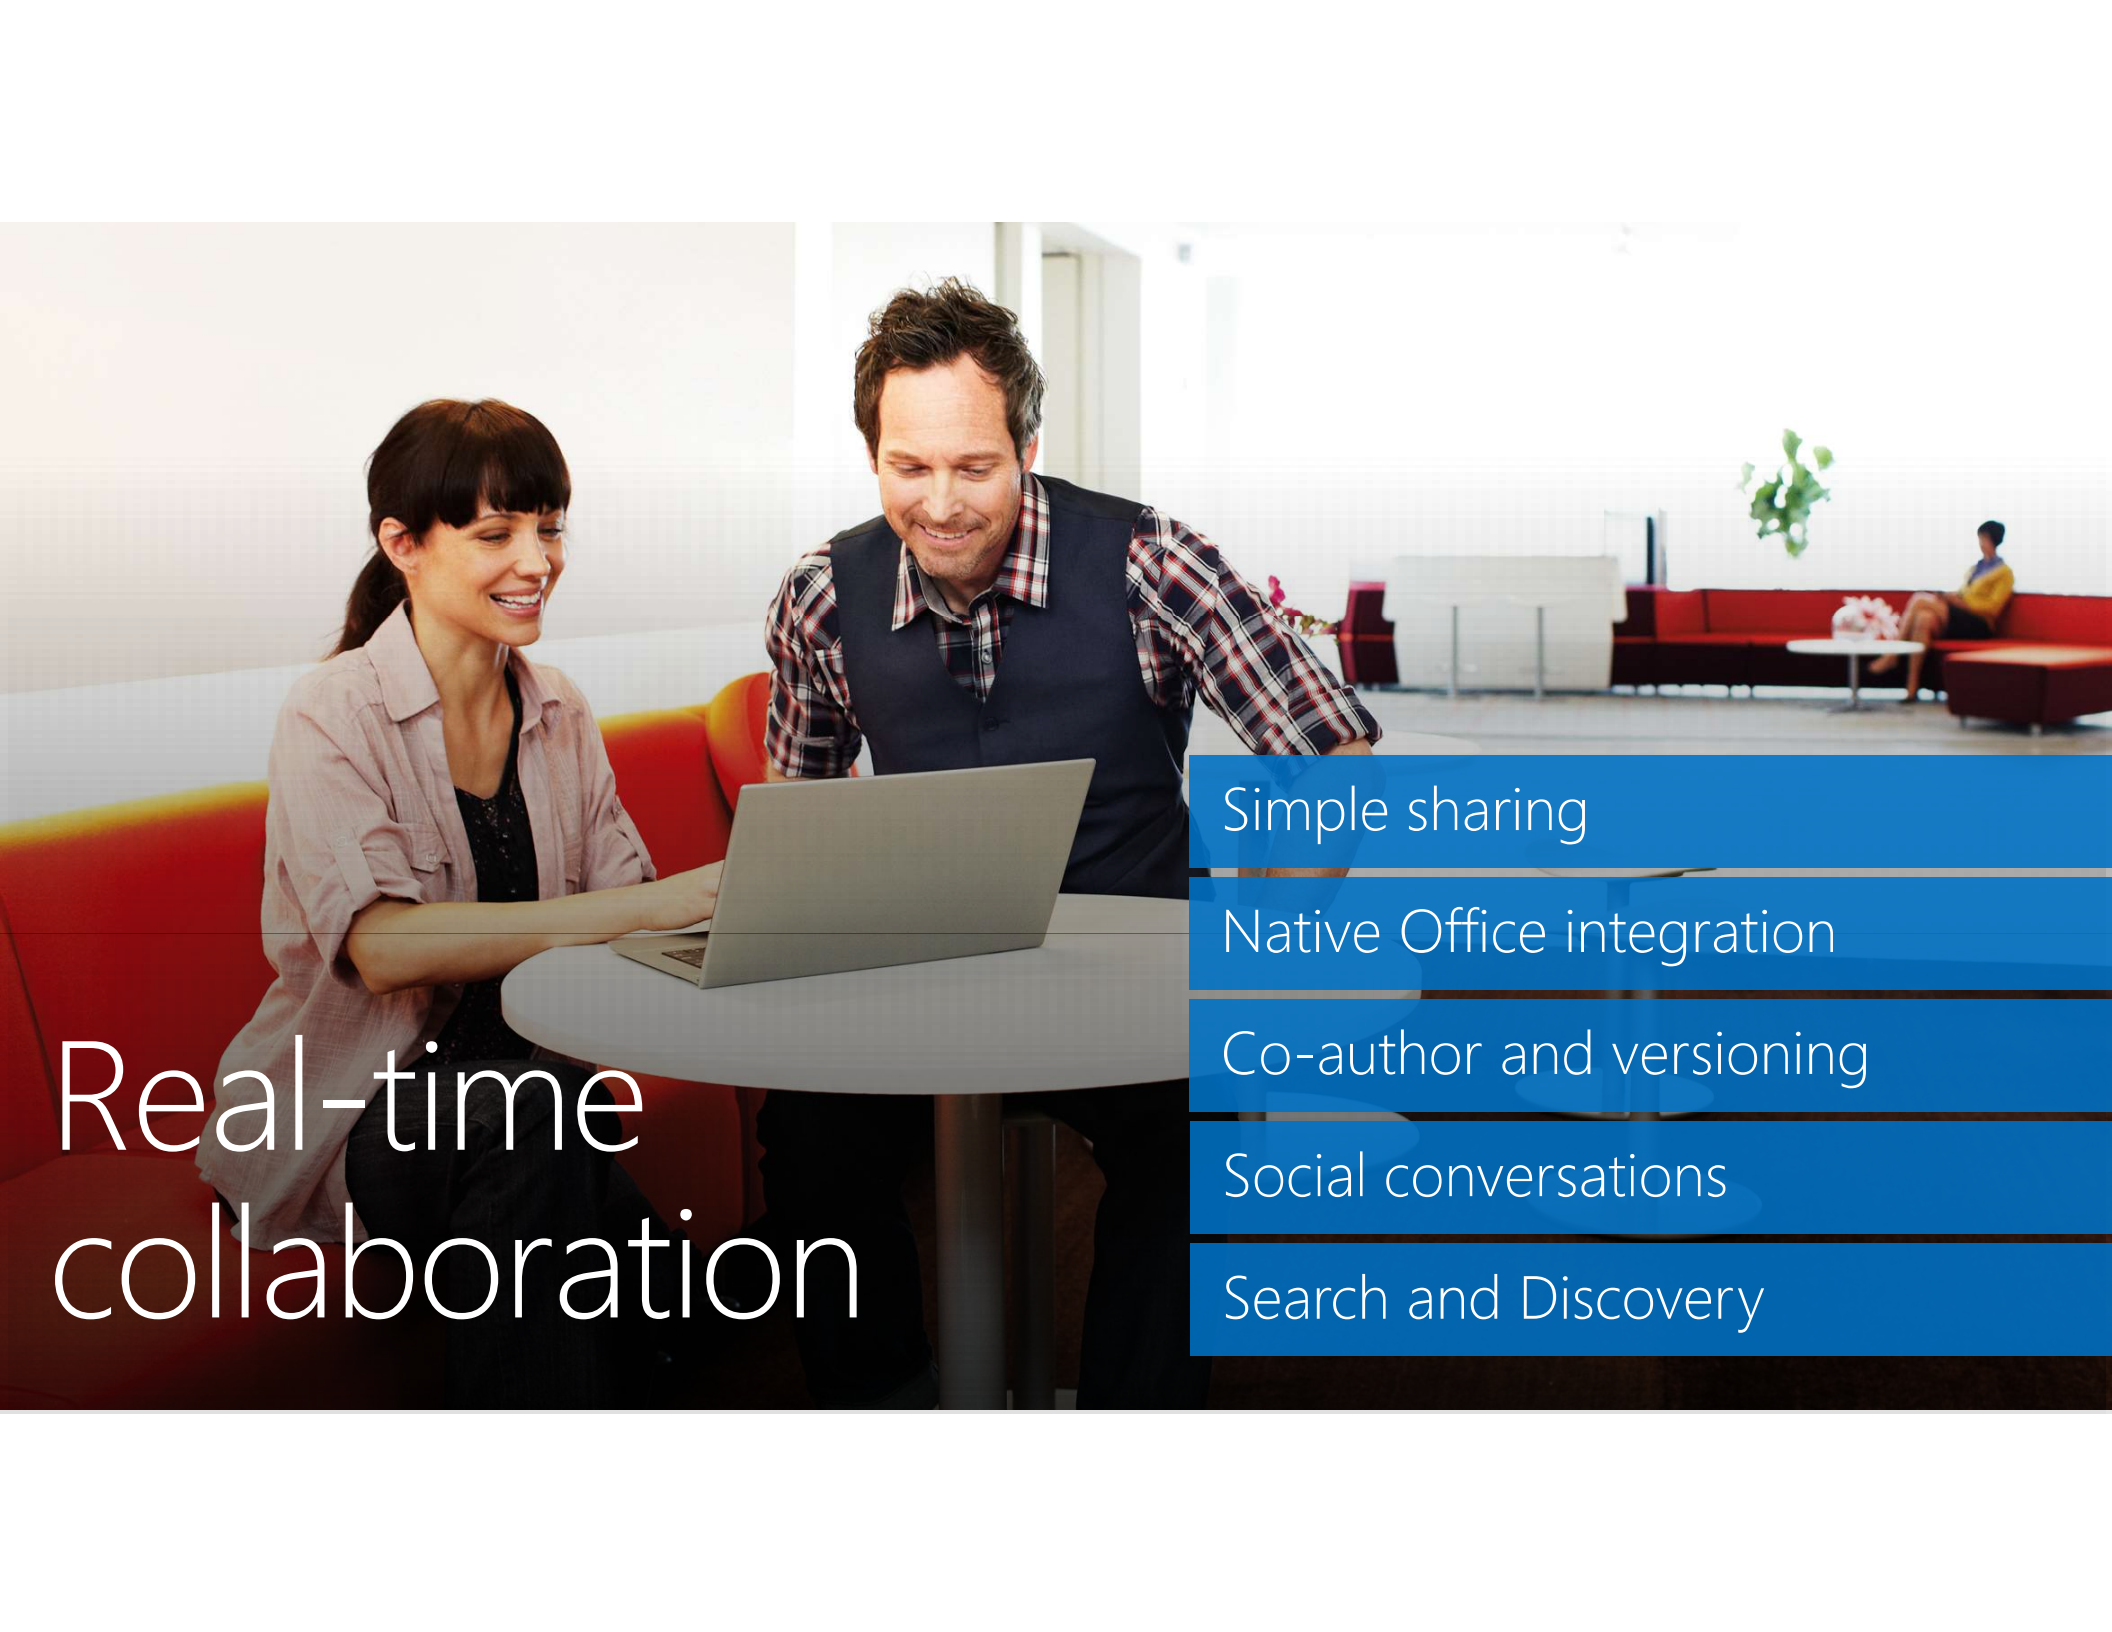 Real-time
collaboration
Simple sharing
Native Office integration
Co-author and versioning
Social conversations
Search and Discovery